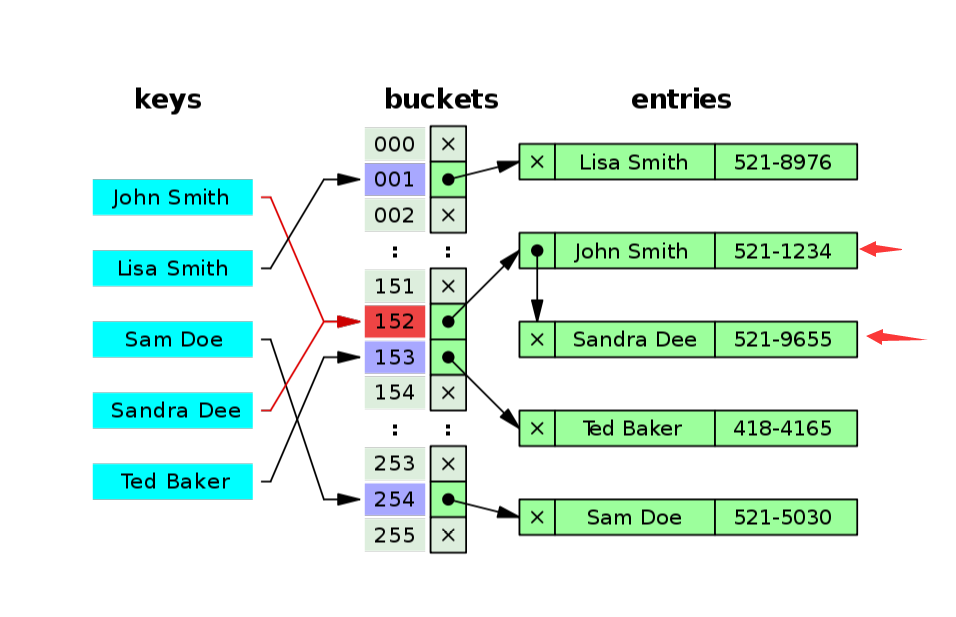 keys
buckets
entries
John Smith
Lisa Smith
Sam Doe
Sandra Dee
Ted Baker
000 ×
001
002 ×
: :
151 ×
152
153
154 ×
: :
253 ×
254
255 ×
× Lisa Smith 521-8976
John Smith 521-1234
× Sandra Dee 521-9655
× Ted Baker 418-4165
× Sam Doe 521-5030